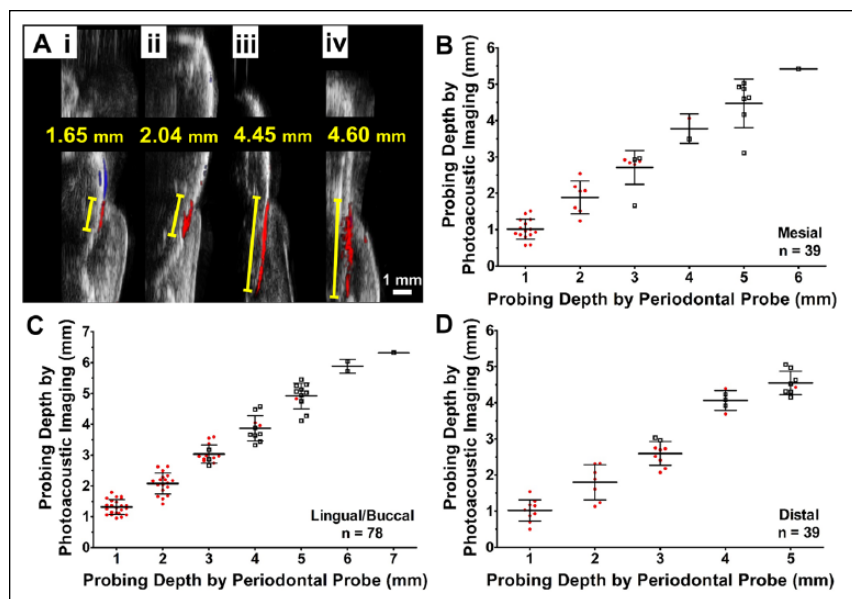 A i ii iii iv
1.65 mm 2.04 mm 4.45 mm 4.60 mm
1 mm
B
Probing Depth by
Photoacoustic Imaging (mm)
6
5
4
3
2
1
0
1 2 3 4 5 6
Mesial
n = 39
Probing Depth by Periodontal Probe (mm)
C
Probing Depth by
Photoacoustic Imaging (mm)
7
6
5
4
3
2
1
0
1 2 3 4 5 6 7
Lingual/Buccal
n = 78
Probing Depth by Periodontal Probe (mm)
D
Probing Depth by
Photoacoustic Imaging (mm)
6
5
4
3
2
1
0
1 2 3 4 5
Distal
n = 39
Probing Depth by Periodontal Probe (mm)